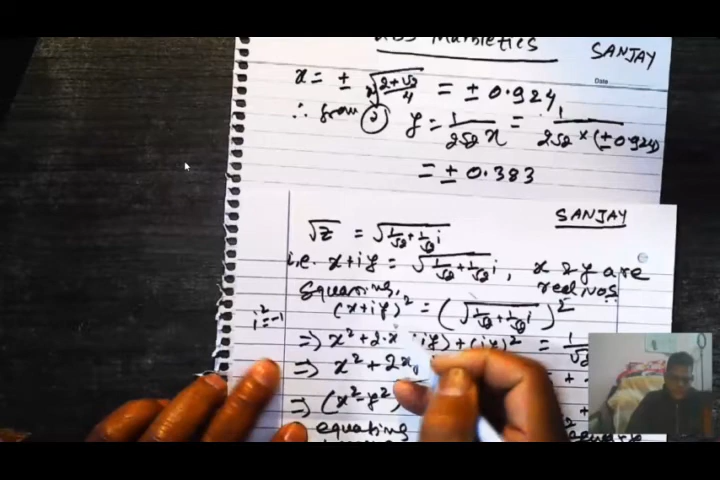 SANJAY
Date
x = ± √(2+√2)/4 = ± 0.924
∴ from (2) y = 1/2√2 x = 1/2√2 × (± 0.924)
= ± 0.383
SANJAY
√z = √(1/√2 + 1/√2 i)
i.e. x+iy = √(1/√2 + 1/√2 i), x & y are
real nos
squaring,
(x+iy)² = (√(1/√2 + 1/√2 i))²
i² = -1
⇒ x² + 2·x iy) + (iy)² = 1/√2
⇒ x² + 2x
⇒ (x² - y²)
equating